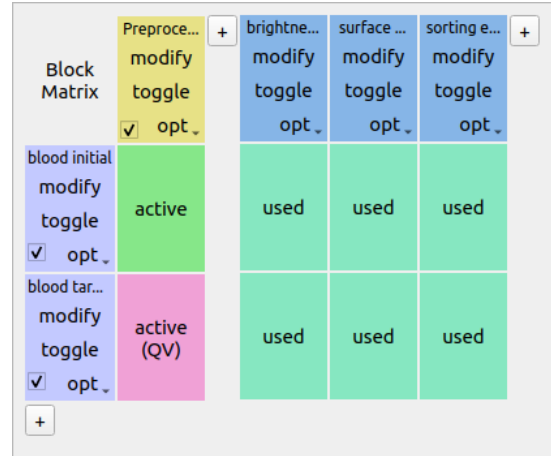 Block
Matrix
Preproce...
modify
toggle
opt
+
brightne...
modify
toggle
opt
surface ...
modify
toggle
opt
sorting e...
modify
toggle
opt
+
blood initial
modify
toggle
opt
active
used
used
used
blood tar...
modify
toggle
opt
active
(QV)
used
used
used
+